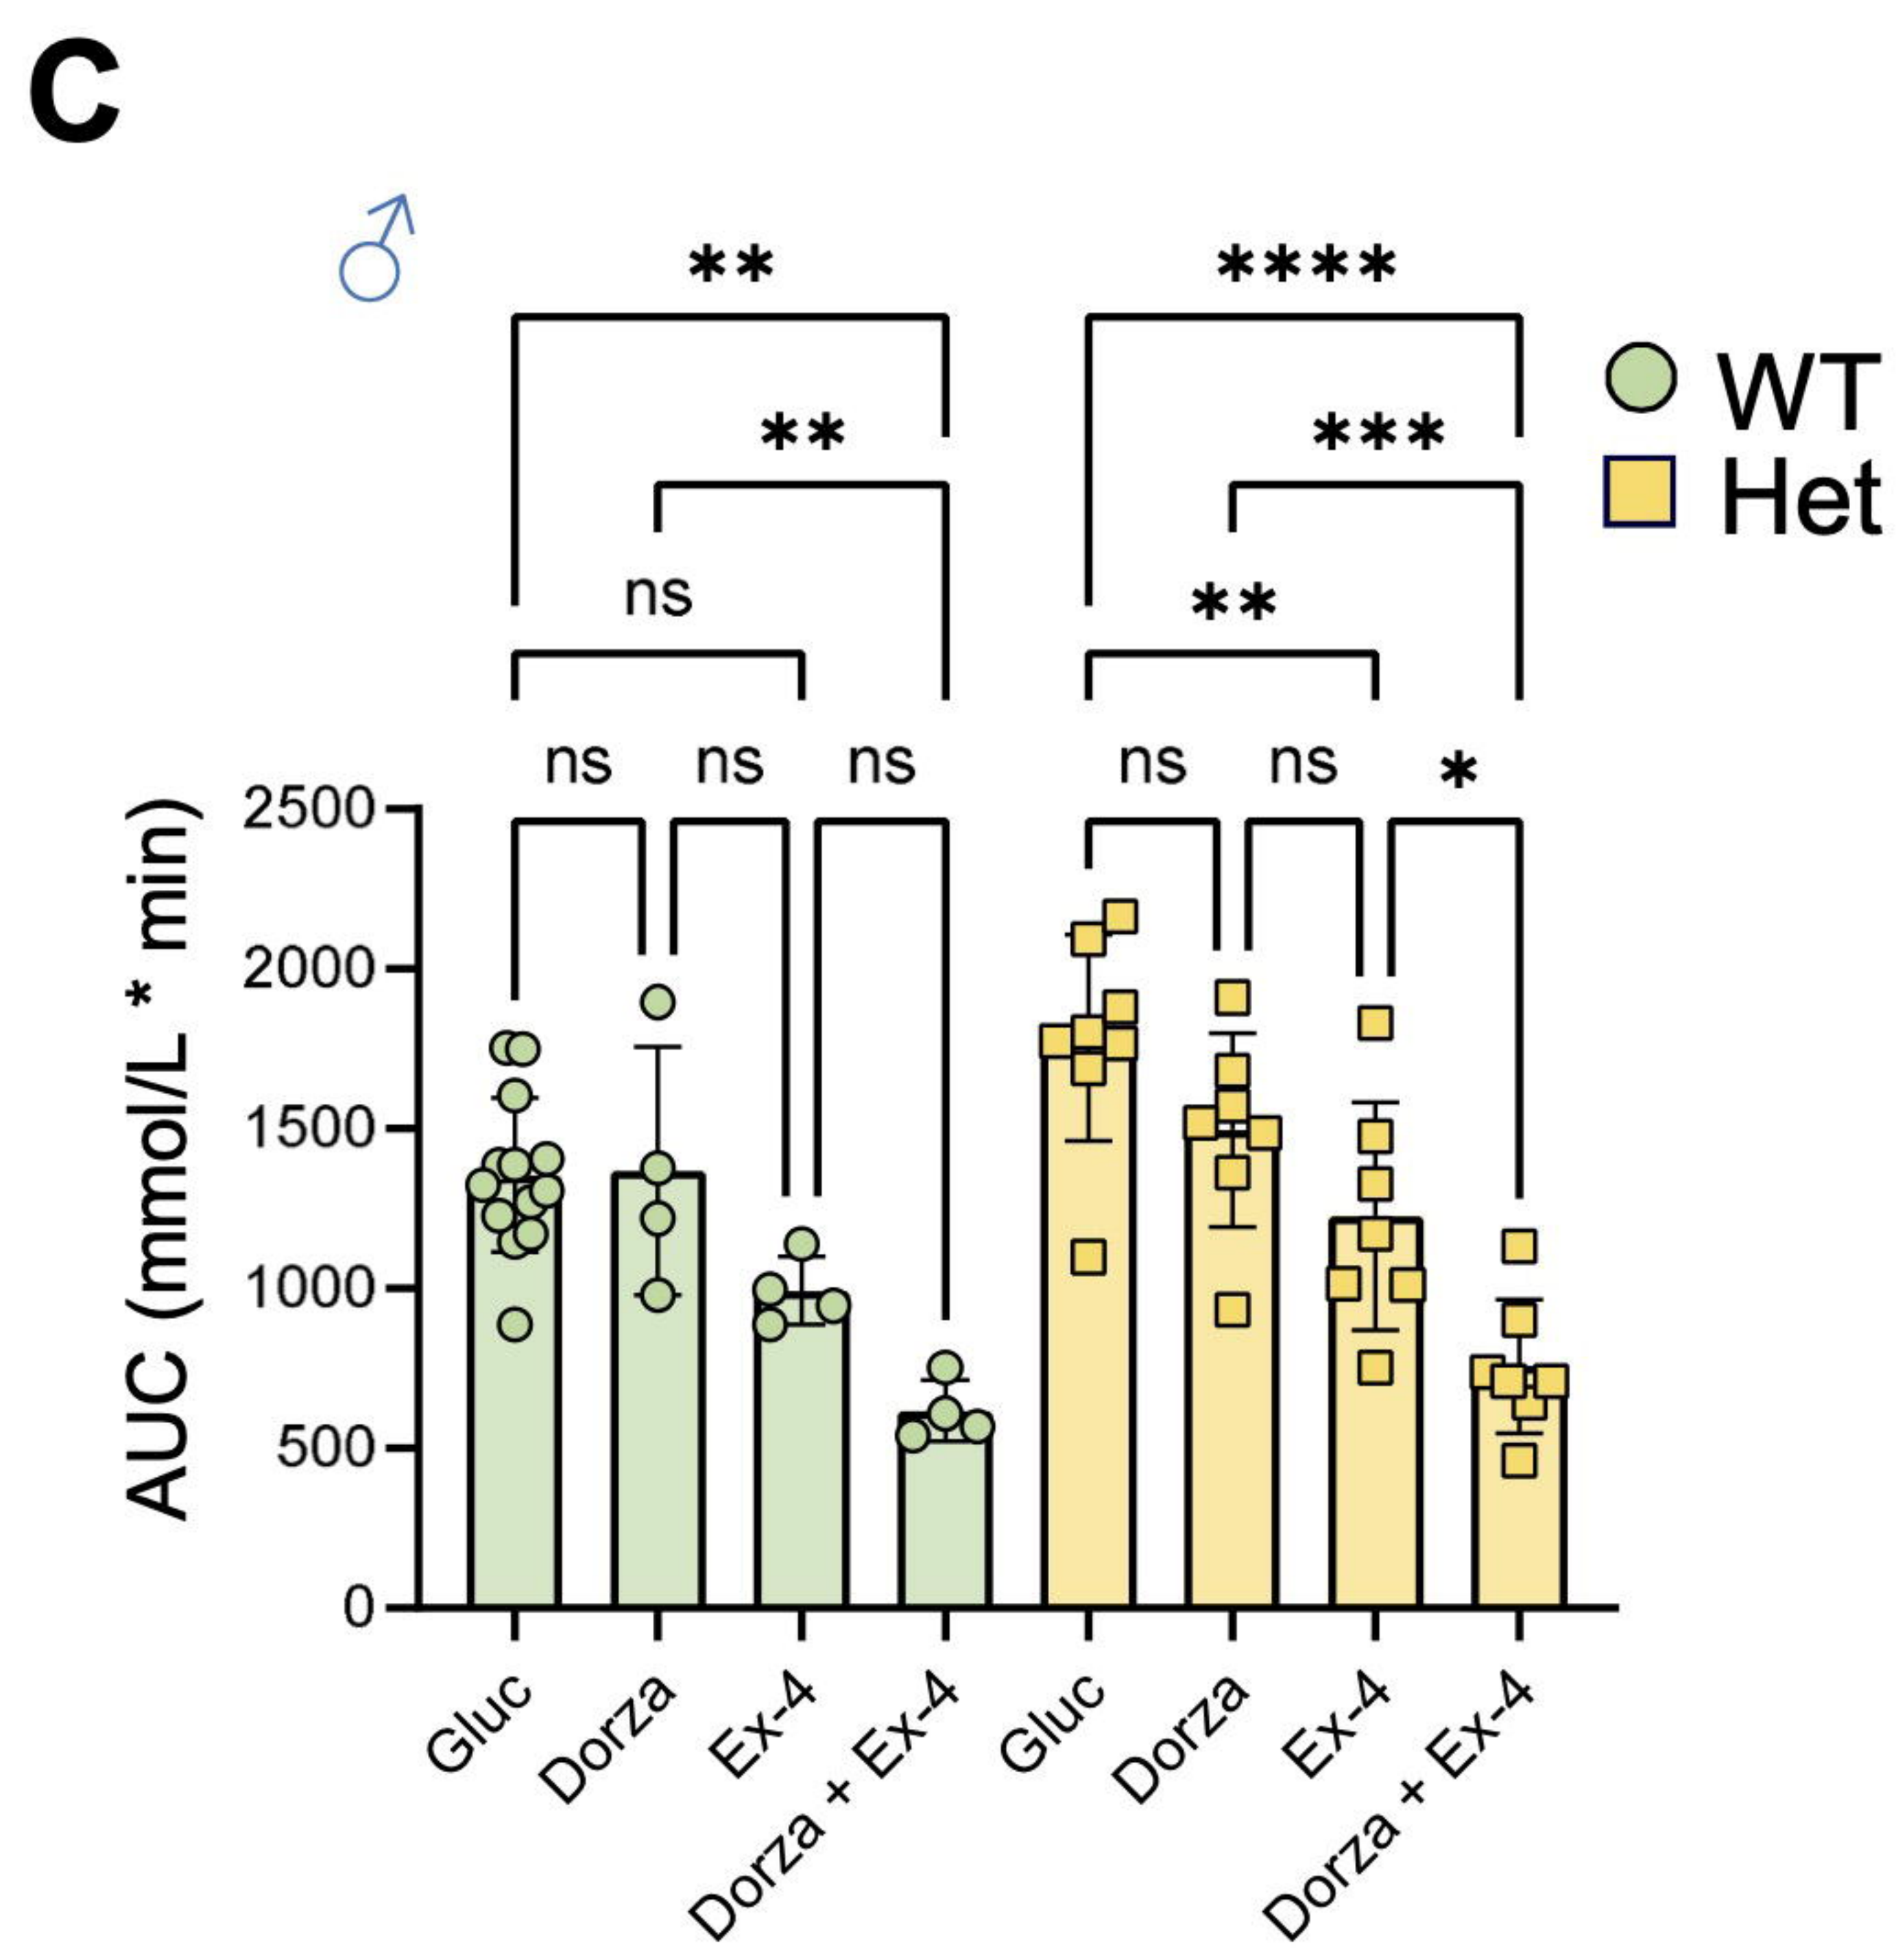 C
♂
** ****
** ***
ns **
ns ns ns ns ns *
WT
Het
AUC (mmol/L * min)
2500
2000
1500
1000
500
0
Gluc
Dorza
Ex-4
Dorza + Ex-4
Gluc
Dorza
Ex-4
Dorza + Ex-4